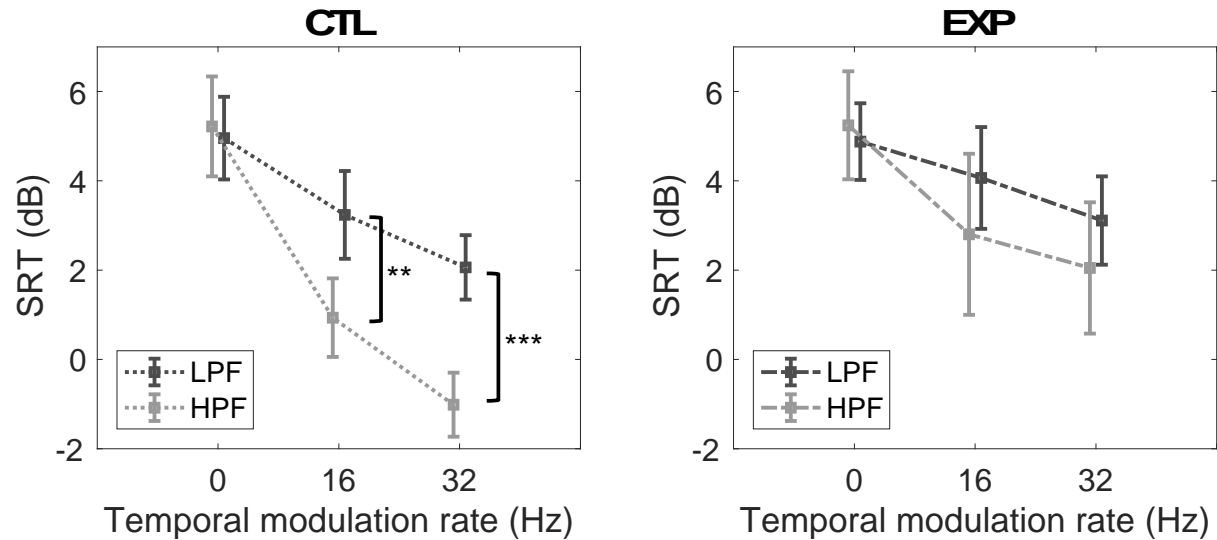 CTL
SRT (dB)
6
4
2
0
-2
**
***
LPF
HPF
0 16 32
Temporal modulation rate (Hz)
EXP
SRT (dB)
6
4
2
0
-2
LPF
HPF
0 16 32
Temporal modulation rate (Hz)